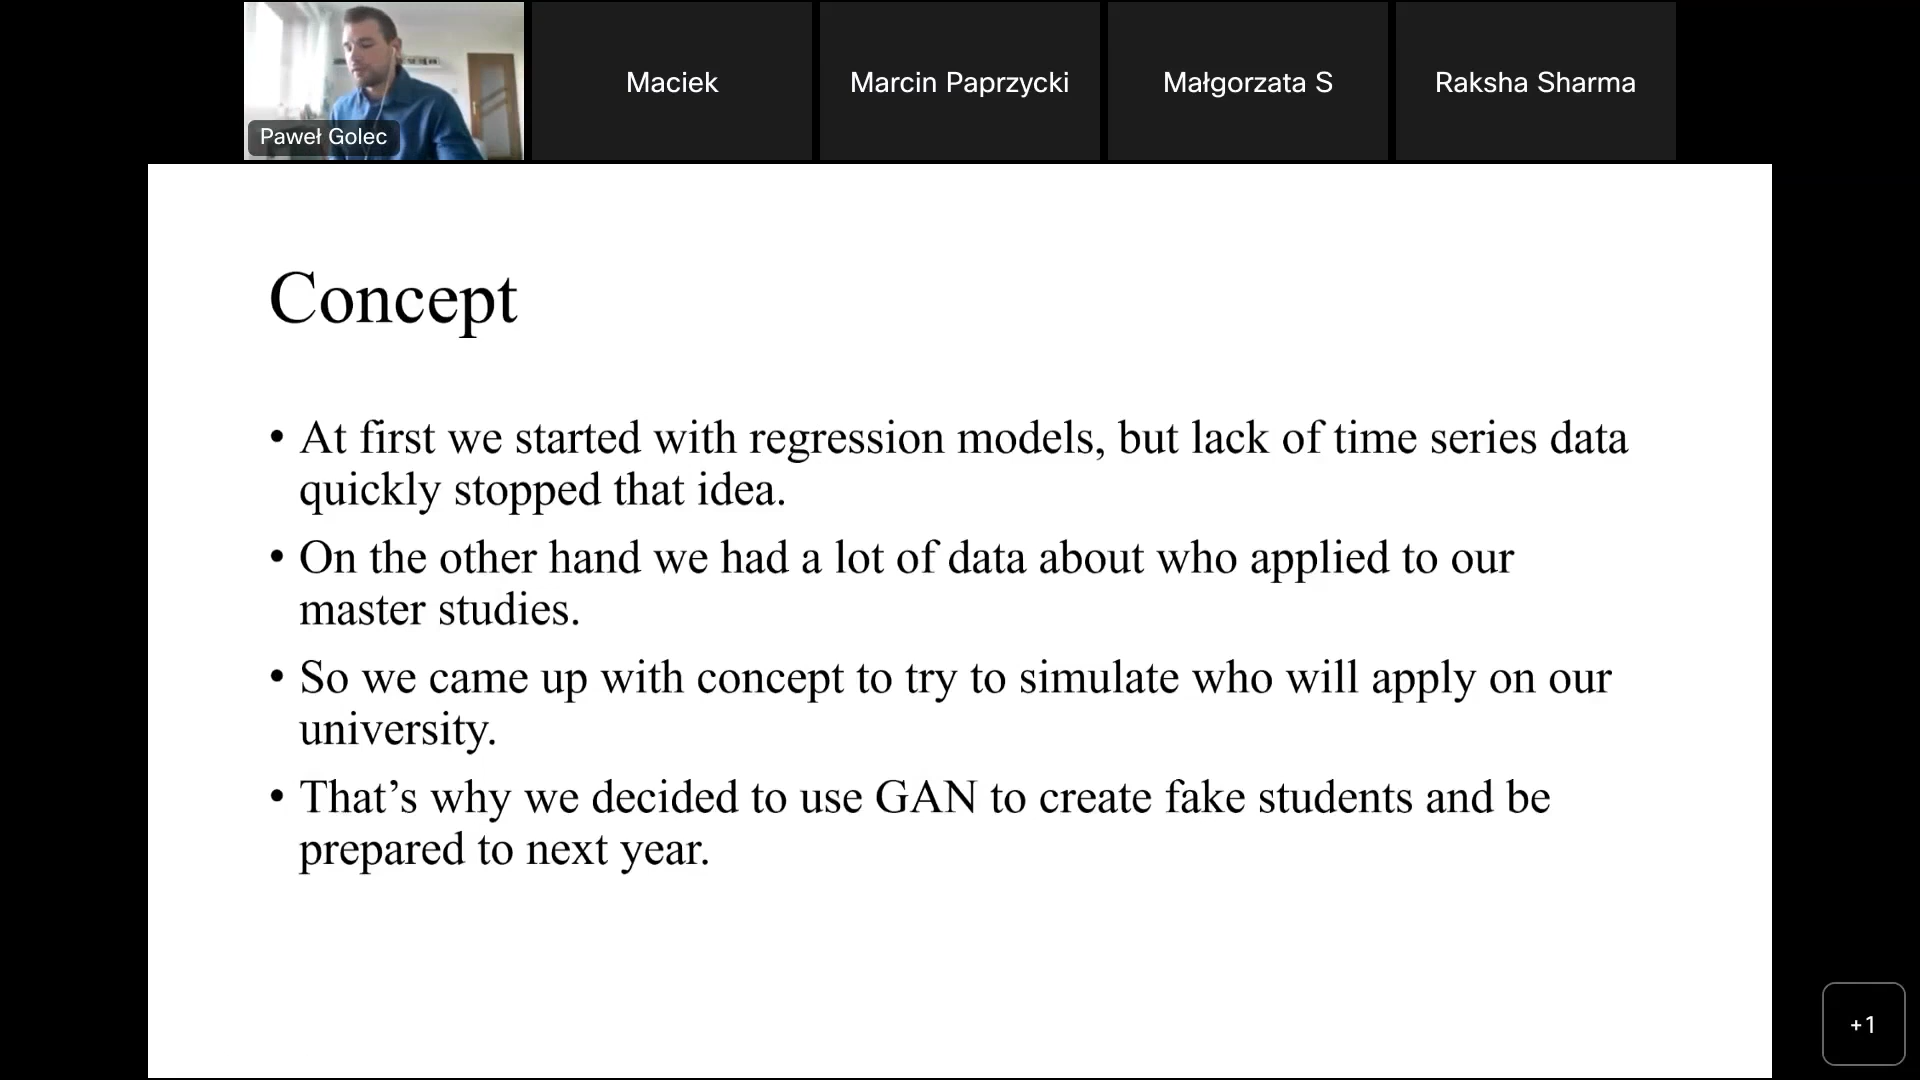 Paweł Golec
Maciek
Marcin Paprzycki
Małgorzata S
Raksha Sharma
Concept
• At first we started with regression models, but lack of time series data
quickly stopped that idea.
• On the other hand we had a lot of data about who applied to our
master studies.
• So we came up with concept to try to simulate who will apply on our
university.
• That’s why we decided to use GAN to create fake students and be
prepared to next year.
+1